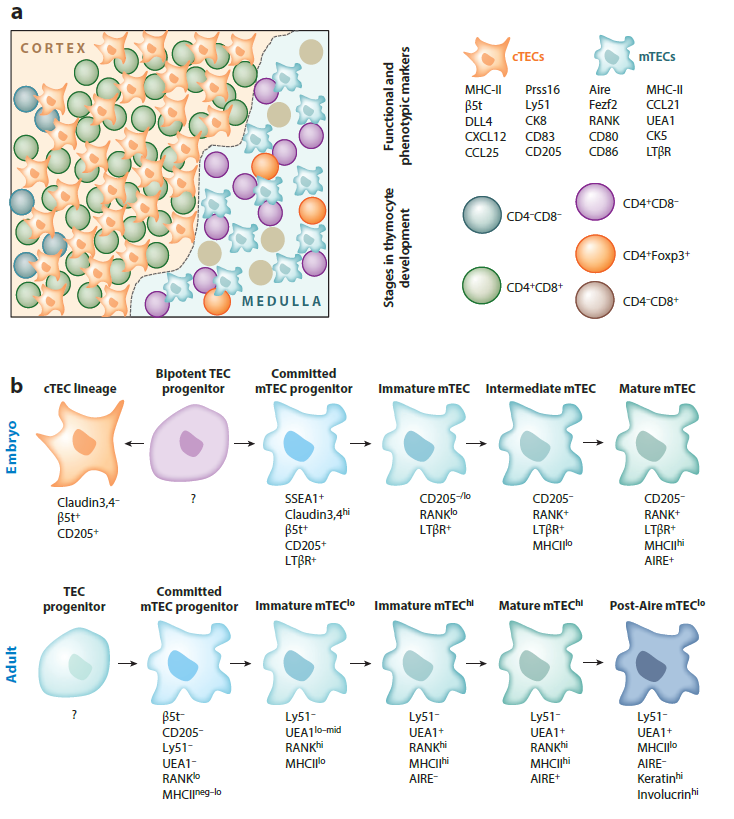 a
CORTEX
MEDULLA
Functional and
phenotypic markers
cTECs
mTECs
MHC-II Prss16 Aire MHC-II
β5t Ly51 Fezf2 CCL21
DLL4 CK8 RANK UEA1
CXCL12 CD83 CD80 CK5
CCL25 CD205 CD86 LTβR
Stages in thymocyte
development
CD4⁻CD8⁻
CD4⁺CD8⁺
CD4⁺CD8⁻
CD4⁺Foxp3⁺
CD4⁻CD8⁺
b
Embryo
cTEC lineage
Claudin3,4⁻
β5t⁺
CD205⁺
Bipotent TEC
progenitor
?
Committed
mTEC progenitor
SSEA1⁺
Claudin3,4ʰⁱ
β5t⁺
CD205⁺
LTβR⁺
Immature mTEC
CD205⁻/ˡᵒ
RANKˡᵒ
LTβR⁺
Intermediate mTEC
CD205⁻
RANK⁺
LTβR⁺
MHCIIˡᵒ
Mature mTEC
CD205⁻
RANK⁺
LTβR⁺
MHCIIʰⁱ
AIRE⁺
Adult
TEC
progenitor
?
Committed
mTEC progenitor
β5t⁻
CD205⁻
Ly51⁻
UEA1⁻
RANKˡᵒ
MHCIIⁿᵉᵍ⁻ˡᵒ
Immature mTECˡᵒ
Ly51⁻
UEA1ˡᵒ⁻ᵐⁱᵈ
RANKʰⁱ
MHCIIˡᵒ
Immature mTECʰⁱ
Ly51⁻
UEA1⁺
RANKʰⁱ
MHCIIʰⁱ
AIRE⁻
Mature mTECʰⁱ
Ly51⁻
UEA1⁺
RANKʰⁱ
MHCIIʰⁱ
AIRE⁺
Post-Aire mTECˡᵒ
Ly51⁻
UEA1⁺
MHCIIˡᵒ
AIRE⁻
Keratinʰⁱ
Involucrinʰⁱ